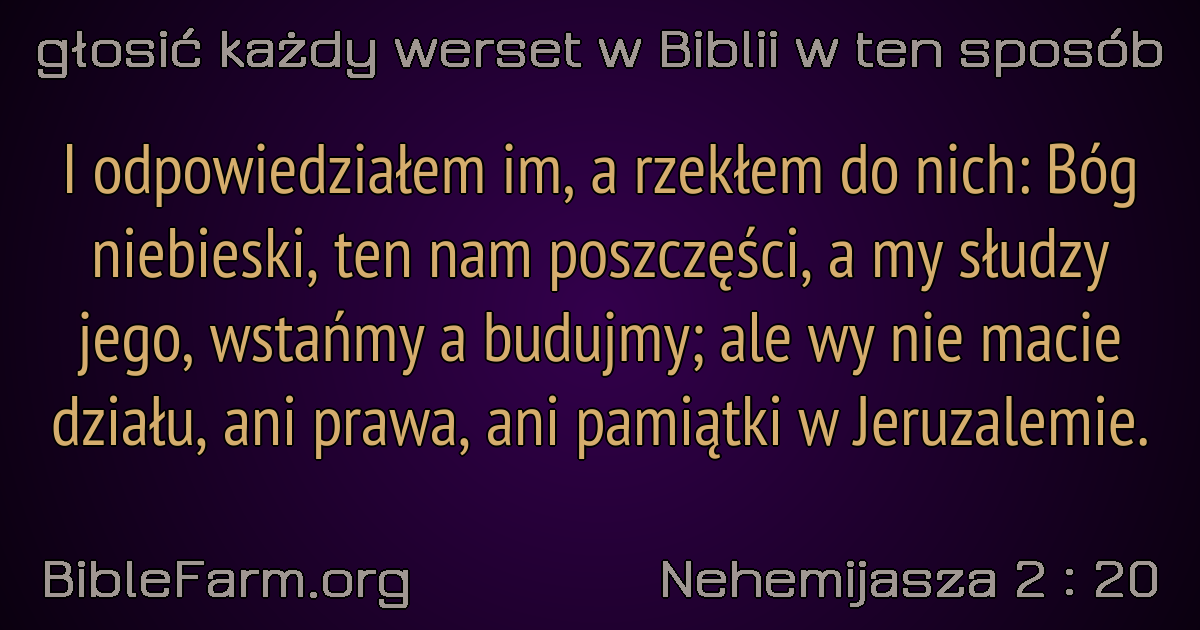 głosić każdy werset w Biblii w ten sposób
I odpowiedziałem im, a rzekłem do nich: Bóg
niebieski, ten nam poszczęści, a my słudzy
jego, wstańmy a budujmy; ale wy nie macie
działu, ani prawa, ani pamiątki w Jeruzalemie.
BibleFarm.org
Nehemijasza 2 : 20